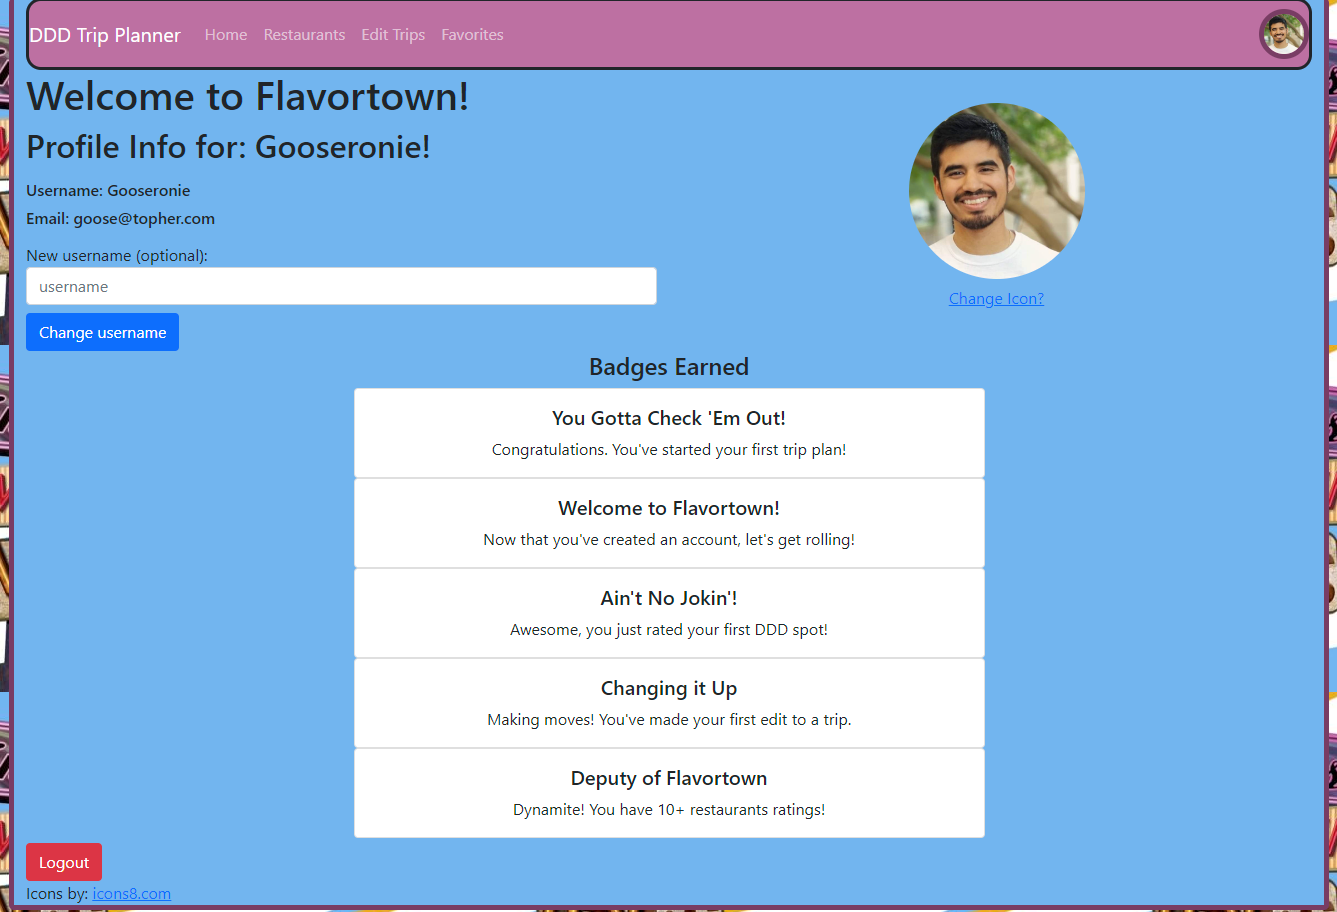 DDD Trip Planner Home Restaurants Edit Trips Favorites
Welcome to Flavortown!
Profile Info for: Gooseronie!
Username: Gooseronie
Email: goose@topher.com
New username (optional):
username
Change username
Change Icon?
Badges Earned
You Gotta Check 'Em Out!
Congratulations. You've started your first trip plan!
Welcome to Flavortown!
Now that you've created an account, let's get rolling!
Ain't No Jokin'!
Awesome, you just rated your first DDD spot!
Changing it Up
Making moves! You've made your first edit to a trip.
Deputy of Flavortown
Dynamite! You have 10+ restaurants ratings!
Logout
Icons by: icons8.com